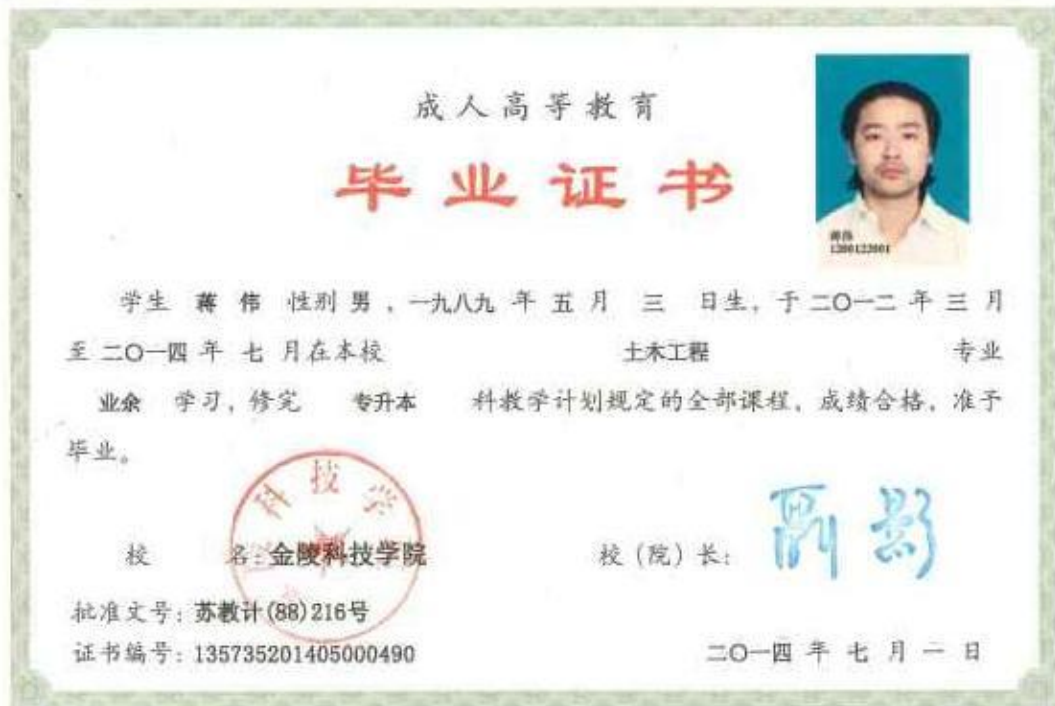 成人高等教育
毕业证书
蒋伟
1200122001
学生 蒋 伟 性别 男 ，一九八九 年 五 月 三 日生，于 二〇一二 年 三 月
至 二〇一四 年 七 月在本校 土木工程 专业
业余 学习，修完 专升本 科教学计划规定的全部课程，成绩合格，准予
毕业。
科技学
校 名：金陵科技学院 校（院）长：
批准文号：苏教计(88)216号
证书编号：135735201405000490 二〇一四 年 七 月 一 日